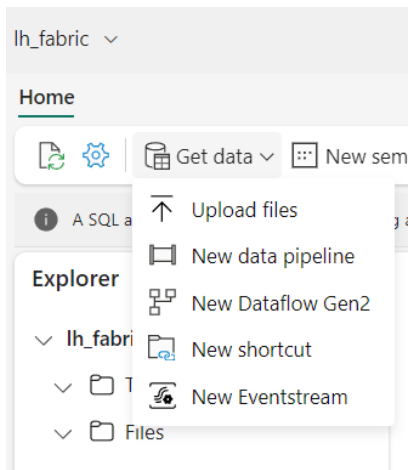 lh_fabric
Home
Get data
New sem
A SQL a
Upload files
New data pipeline
Explorer
New Dataflow Gen2
lh_fabri
New shortcut
T
New Eventstream
Files